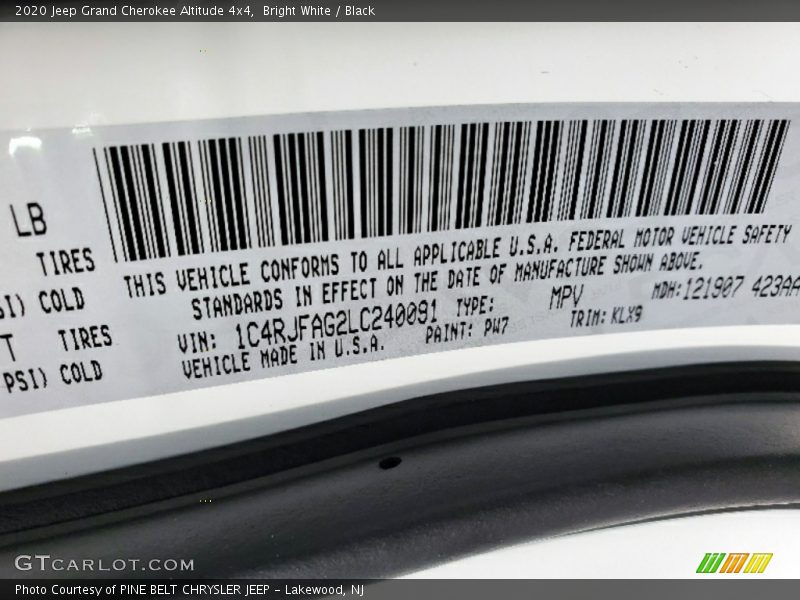 2020 Jeep Grand Cherokee Altitude 4x4,  Bright White / Black
LB
TIRES
SI) COLD
T TIRES
PSI) COLD
THIS VEHICLE CONFORMS TO ALL APPLICABLE U.S.A. FEDERAL MOTOR VEHICLE SAFETY
STANDARDS IN EFFECT ON THE DATE OF MANUFACTURE SHOWN ABOVE.
VIN: 1C4RJFAG2LC240091 TYPE: MPV MDH:121907 423AA
VEHICLE MADE IN U.S.A. PAINT: PW7 TRIM: KLX9
GTCARLOT.COM
Photo Courtesy of PINE BELT CHRYSLER JEEP - Lakewood, NJ